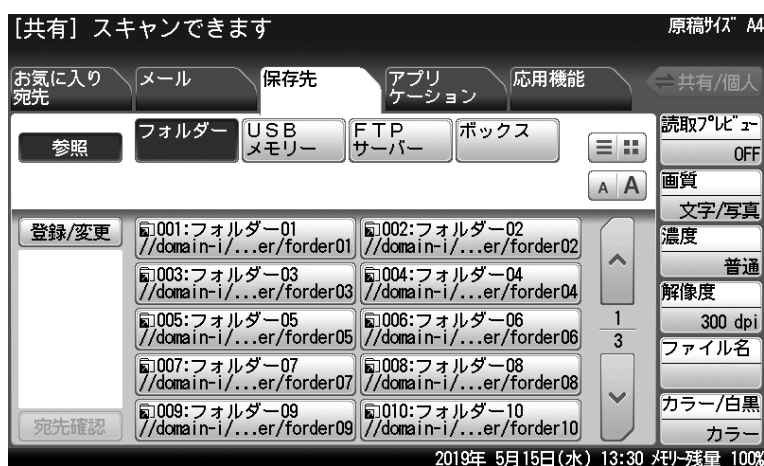 [共有] スキャンできます
原稿ｻｲｽﾞ A4
お気に入り
宛先
メール
保存先
アプリ
ケーション
応用機能
共有/個人
参照
フォルダー
USB
メモリー
FTP
サーバー
ボックス
A A
読取ﾌﾟﾚﾋﾞｭｰ
OFF
画質
文字/写真
濃度
普通
解像度
300 dpi
ファイル名
カラー/白黒
カラー
登録/変更
001:フォルダー01
//domain-i/...er/forder01
002:フォルダー02
//domain-i/...er/forder02
003:フォルダー03
//domain-i/...er/forder03
004:フォルダー04
//domain-i/...er/forder04
005:フォルダー05
//domain-i/...er/forder05
006:フォルダー06
//domain-i/...er/forder06
007:フォルダー07
//domain-i/...er/forder07
008:フォルダー08
//domain-i/...er/forder08
009:フォルダー09
//domain-i/...er/forder09
010:フォルダー10
//domain-i/...er/forder10
1
3
宛先確認
2019年 5月15日(水) 13:30 ﾒﾓﾘｰ残量 100%